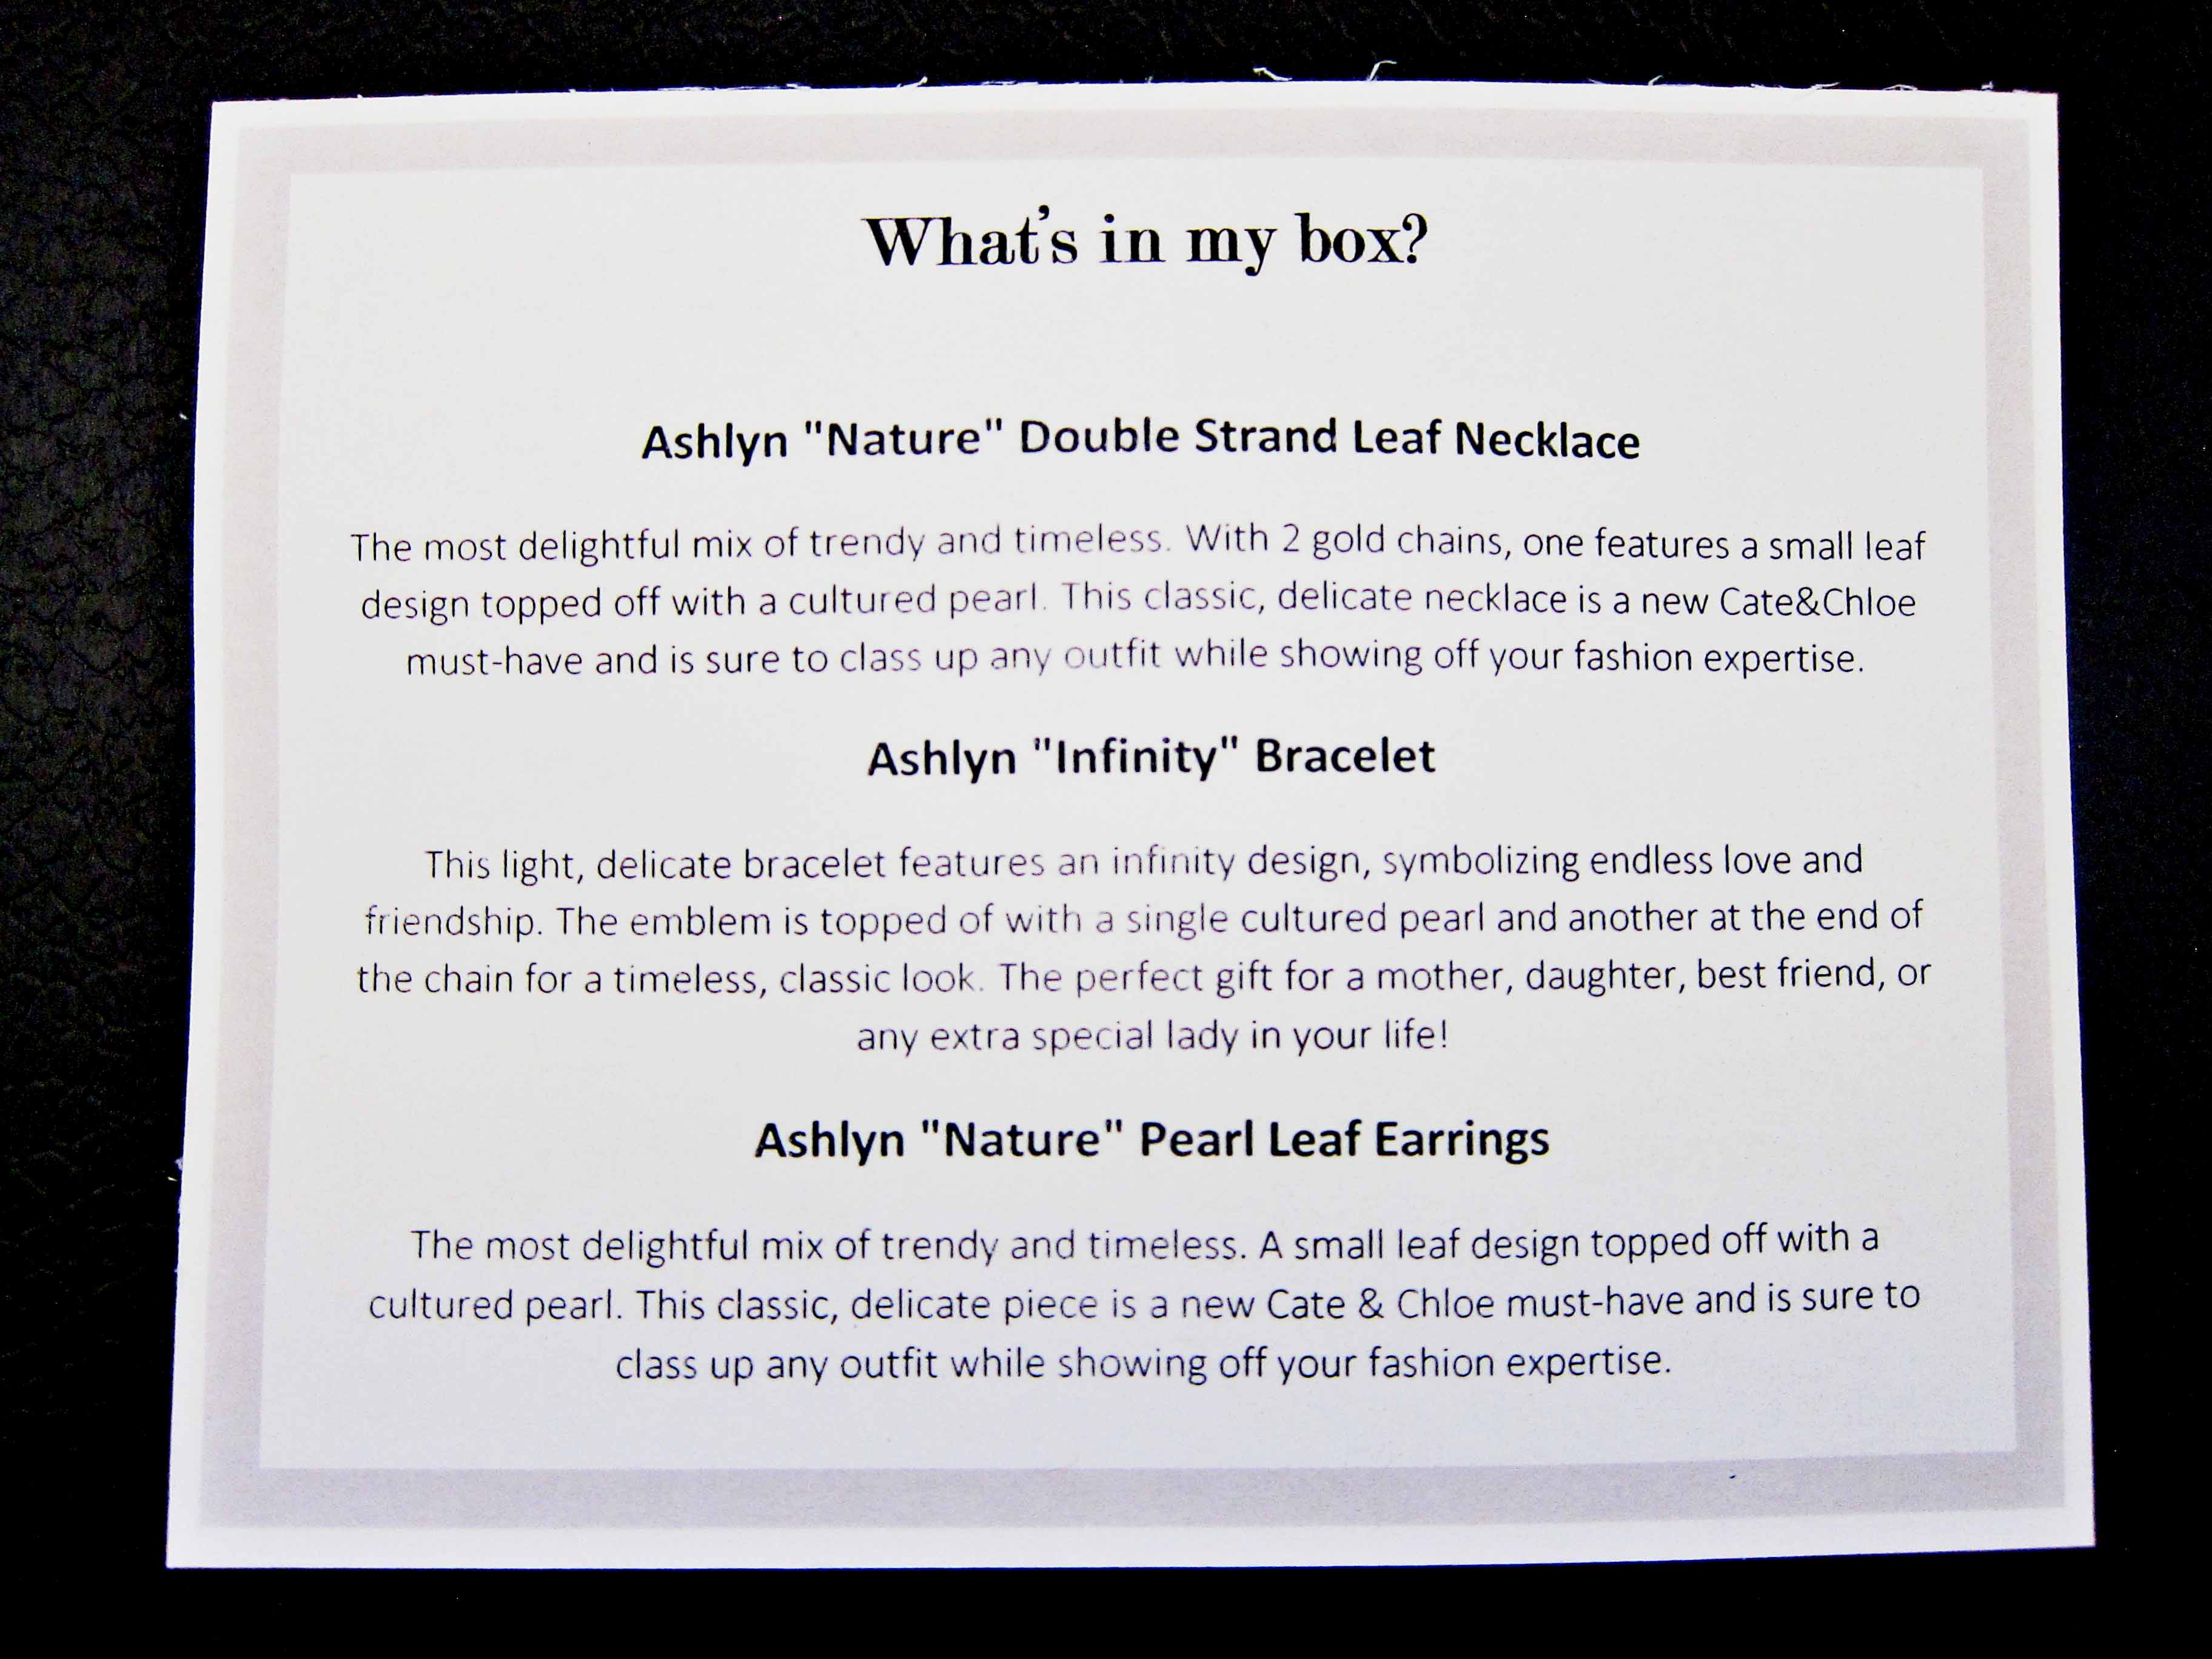 What's in my box?
Ashlyn "Nature" Double Strand Leaf Necklace
The most delightful mix of trendy and timeless. With 2 gold chains, one features a small leaf
design topped off with a cultured pearl. This classic, delicate necklace is a new Cate&Chloe
must-have and is sure to class up any outfit while showing off your fashion expertise.
Ashlyn "Infinity" Bracelet
This light, delicate bracelet features an infinity design, symbolizing endless love and
friendship. The emblem is topped of with a single cultured pearl and another at the end of
the chain for a timeless, classic look. The perfect gift for a mother, daughter, best friend, or
any extra special lady in your life!
Ashlyn "Nature" Pearl Leaf Earrings
The most delightful mix of trendy and timeless. A small leaf design topped off with a
cultured pearl. This classic, delicate piece is a new Cate & Chloe must-have and is sure to
class up any outfit while showing off your fashion expertise.